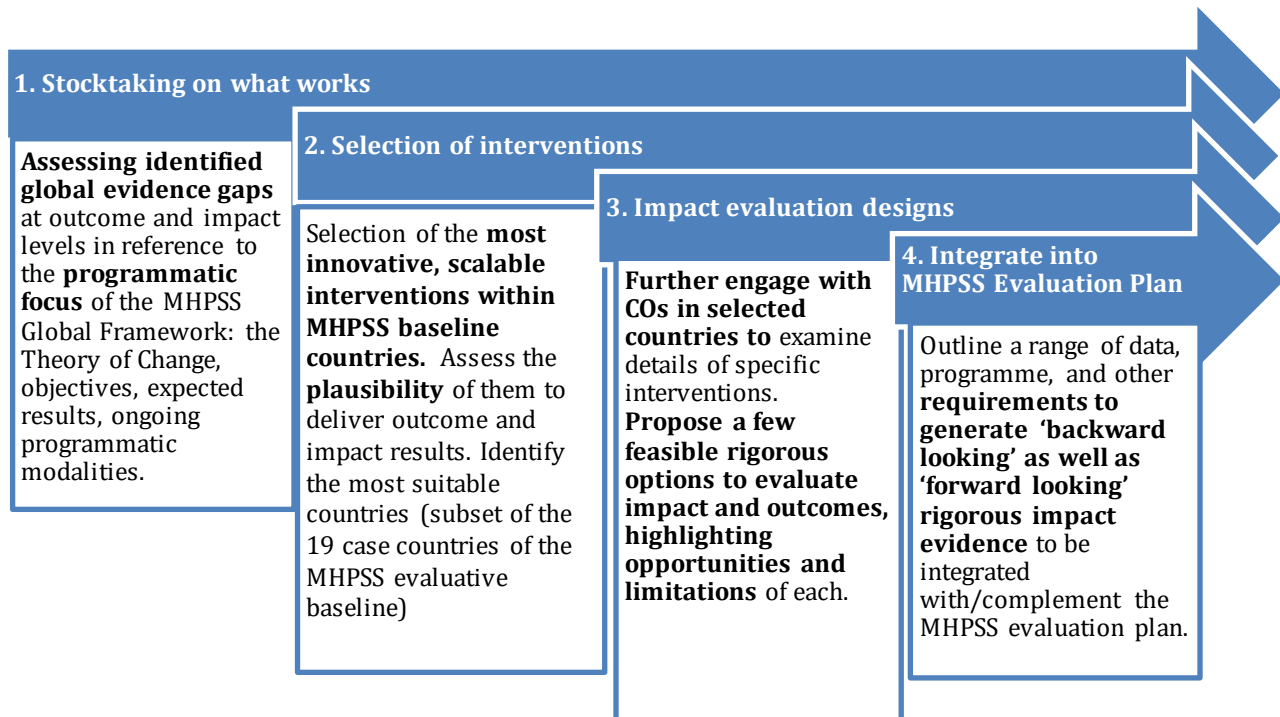 1. Stocktaking on what works
Assessing identified
global evidence gaps
at outcome and impact
levels in reference to
the programmatic
focus of the MHPSS
Global Framework: the
Theory of Change,
objectives, expected
results, ongoing
programmatic
modalities.
2. Selection of interventions
Selection of the most
innovative, scalable
interventions within
MHPSS baseline
countries. Assess the
plausibility of them to
deliver outcome and
impact results. Identify
the most suitable
countries (subset of the
19 case countries of the
MHPSS evaluative
baseline)
3. Impact evaluation designs
Further engage with
COs in selected
countries to examine
details of specific
interventions.
Propose a few
feasible rigorous
options to evaluate
impact and outcomes,
highlighting
opportunities and
limitations of each.
4. Integrate into
MHPSS Evaluation Plan
Outline a range of data,
programme, and other
requirements to
generate ‘backward
looking’ as well as
‘forward looking’
rigorous impact
evidence to be
integrated
with/complement the
MHPSS evaluation plan.